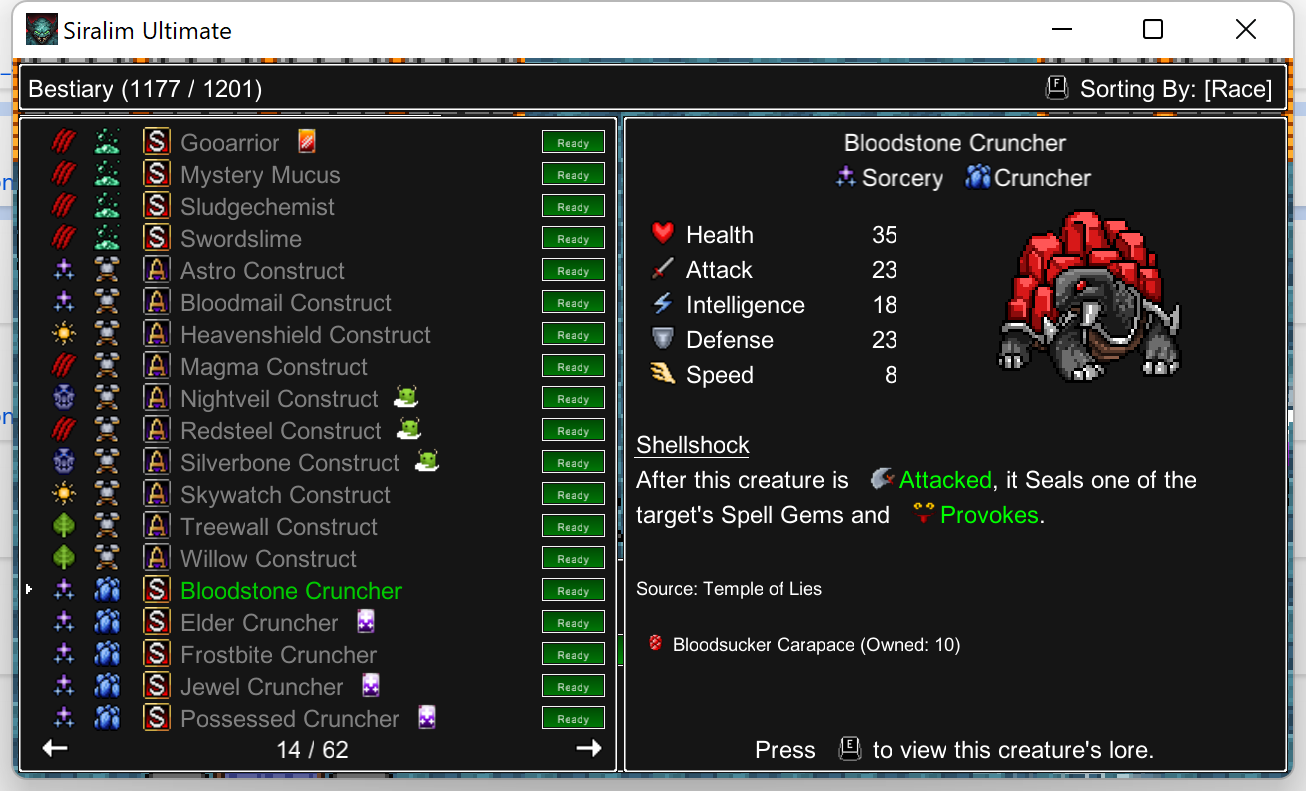 Siralim Ultimate
Bestiary (1177 / 1201)
F Sorting By: [Race]
S Gooarrior Ready
S Mystery Mucus Ready
S Sludgechemist Ready
S Swordslime Ready
A Astro Construct Ready
A Bloodmail Construct Ready
A Heavenshield Construct Ready
A Magma Construct Ready
A Nightveil Construct Ready
A Redsteel Construct Ready
A Silverbone Construct Ready
A Skywatch Construct Ready
A Treewall Construct Ready
A Willow Construct Ready
S Bloodstone Cruncher Ready
S Elder Cruncher Ready
S Frostbite Cruncher Ready
S Jewel Cruncher Ready
S Possessed Cruncher Ready
14 / 62
Bloodstone Cruncher
Sorcery Cruncher
Health 35
Attack 23
Intelligence 18
Defense 23
Speed 8
Shellshock
After this creature is Attacked, it Seals one of the
target's Spell Gems and Provokes.
Source: Temple of Lies
Bloodsucker Carapace (Owned: 10)
Press E to view this creature's lore.